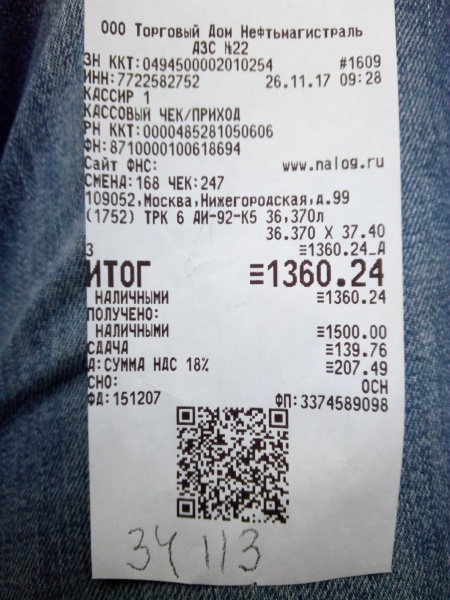 ООО Торговый Дом Нефтьмагистраль
АЗС №22
ЗН ККТ:0494500002010254 #1609
ИНН:7722582752 26.11.17 09:28
КАССИР 1
КАССОВЫЙ ЧЕК/ПРИХОД
РН ККТ:0000485281050606
ФН:8710000100618694
Сайт ФНС: www.nalog.ru
СМЕНА:168 ЧЕК:247
109052,Москва,Нижегородская,д.99
(1752) ТРК 6 АИ-92-К5 36,370л
36.370 X 37.40
3 ≡1360.24_А
ИТОГ ≡1360.24
НАЛИЧНЫМИ ≡1360.24
ПОЛУЧЕНО:
НАЛИЧНЫМИ ≡1500.00
СДАЧА ≡139.76
А:СУММА НДС 18% ≡207.49
СНО: ОСН
ФД:151207 ФП:3374589098
34 113